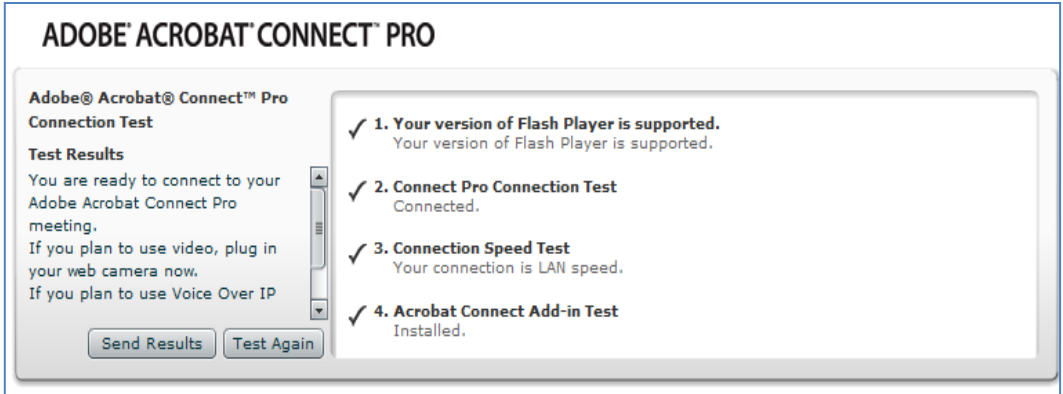 ADOBE® ACROBAT® CONNECT™ PRO
Adobe® Acrobat® Connect™ Pro
Connection Test
Test Results
You are ready to connect to your
Adobe Acrobat Connect Pro
meeting.
If you plan to use video, plug in
your web camera now.
If you plan to use Voice Over IP
Send Results
Test Again
1. Your version of Flash Player is supported.
Your version of Flash Player is supported.
2. Connect Pro Connection Test
Connected.
3. Connection Speed Test
Your connection is LAN speed.
4. Acrobat Connect Add-in Test
Installed.